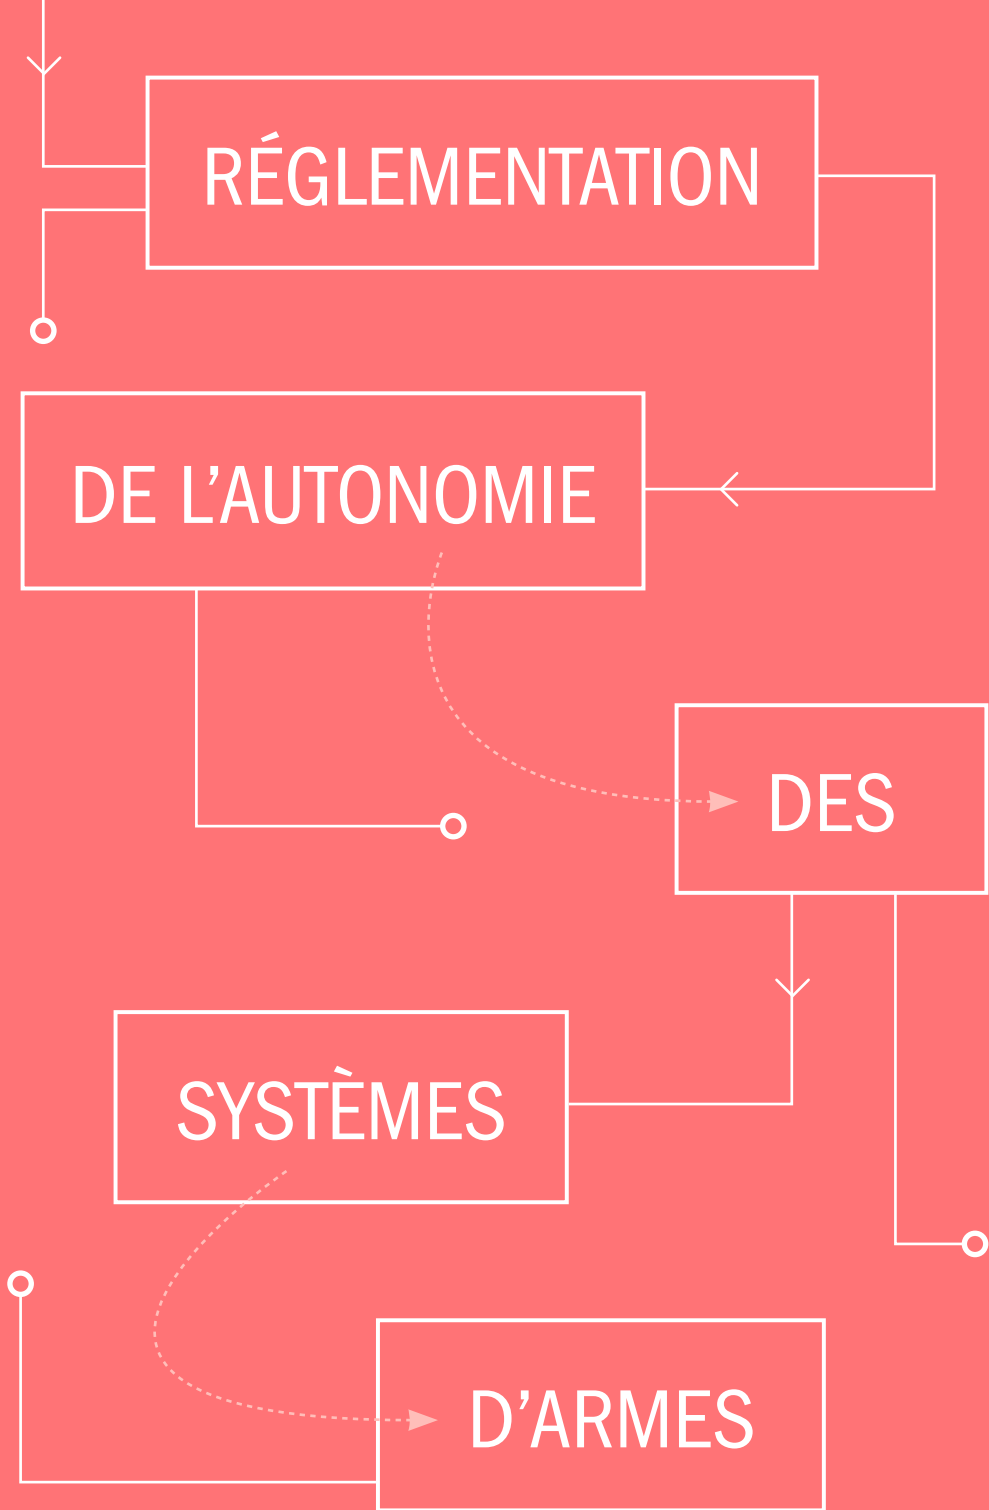 RÉGLEMENTATION
DE L’AUTONOMIE
DES
SYSTÈMES
D’ARMES